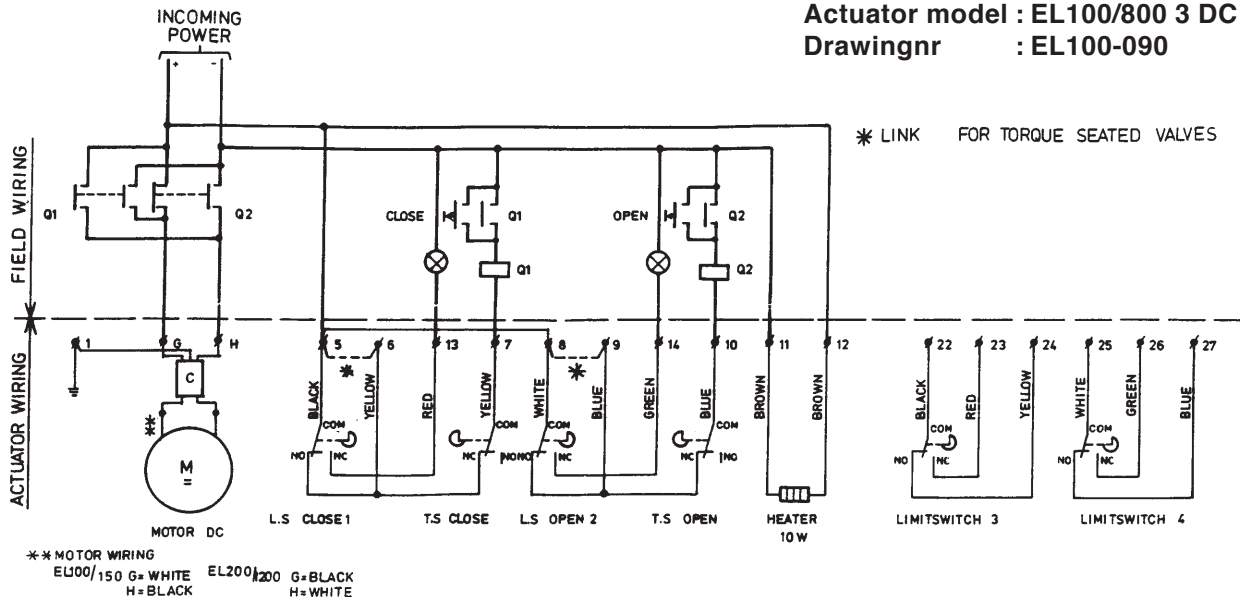 INCOMING
POWER
+ -
Actuator model : EL100/800 3 DC
Drawingnr : EL100-090
* LINK FOR TORQUE SEATED VALVES
FIELD WIRING
Q1 Q2 CLOSE Q1 OPEN Q2
Q1 Q2
ACTUATOR WIRING
1 G H 5 6 13 7 8 9 14 10 11 12 22 23 24 25 26 27
C
* *
BLACK YELLOW RED YELLOW WHITE BLUE GREEN BLUE BROWN BROWN BLACK RED YELLOW WHITE GREEN BLUE
**
COM COM COM COM COM COM
M
=
NO NC NC NO NO NC NC NO NO NC NO NC
MOTOR DC
L.S CLOSE 1 T.S CLOSE L.S OPEN 2 T.S OPEN HEATER LIMITSWITCH 3 LIMITSWITCH 4
10 W
** MOTOR WIRING
EL100/150 G= WHITE EL200/1200 G=BLACK
H=BLACK H=WHITE